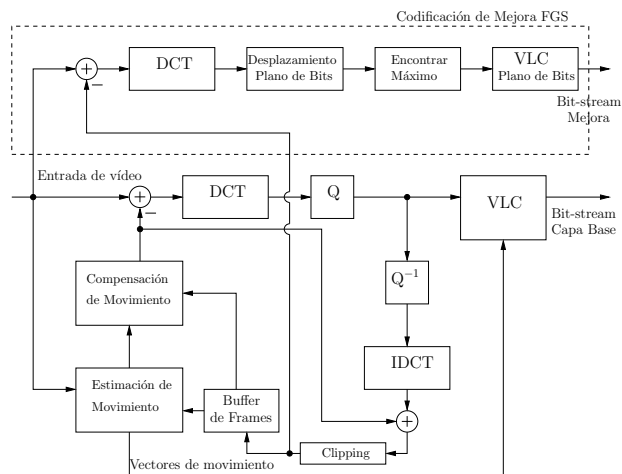 Codificación de Mejora FGS
+
−
DCT
Desplazamiento
Plano de Bits
Encontrar
Máximo
VLC
Plano de Bits
Bit-stream
Mejora
Entrada de vídeo
+
−
DCT
Q
VLC
Bit-stream
Capa Base
Compensación
de Movimiento
Q⁻¹
IDCT
Estimación de
Movimiento
Buffer
de Frames
+
Clipping
Vectores de movimiento